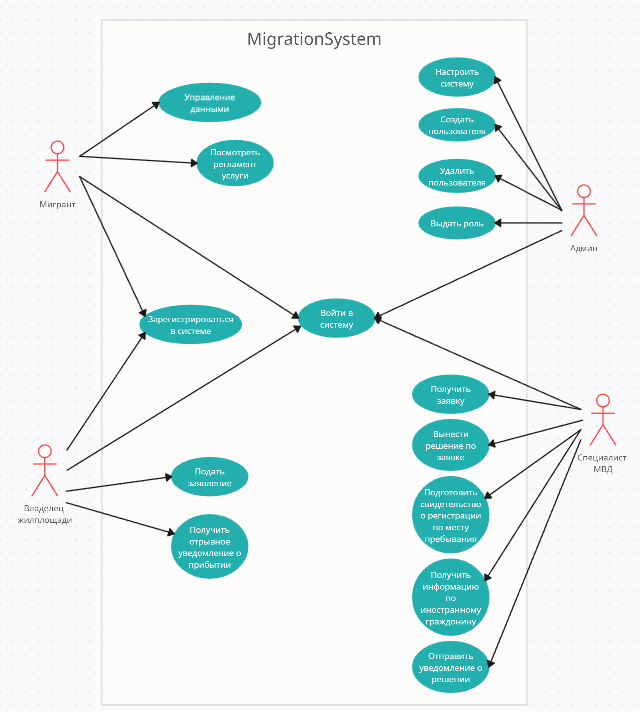 MigrationSystem
Управление
данными
Посмотреть
регламент
услуги
Мигрант
Настроить
систему
Создать
пользователя
Удалить
пользователя
Выдать роль
Админ
Зарегистрироваться
в системе
Войти в
систему
Получить
заявку
Вынести
решение по
заявке
Специалист
МВД
Подать
заявление
Владелец
жилплощади
Получить
отрывное
уведомление о
прибытии
Подготовить
свидетельство
о регистрации
по месту
пребывания
Получить
информацию
по
иностранному
граждонину
Отправить
уведомление о
решении